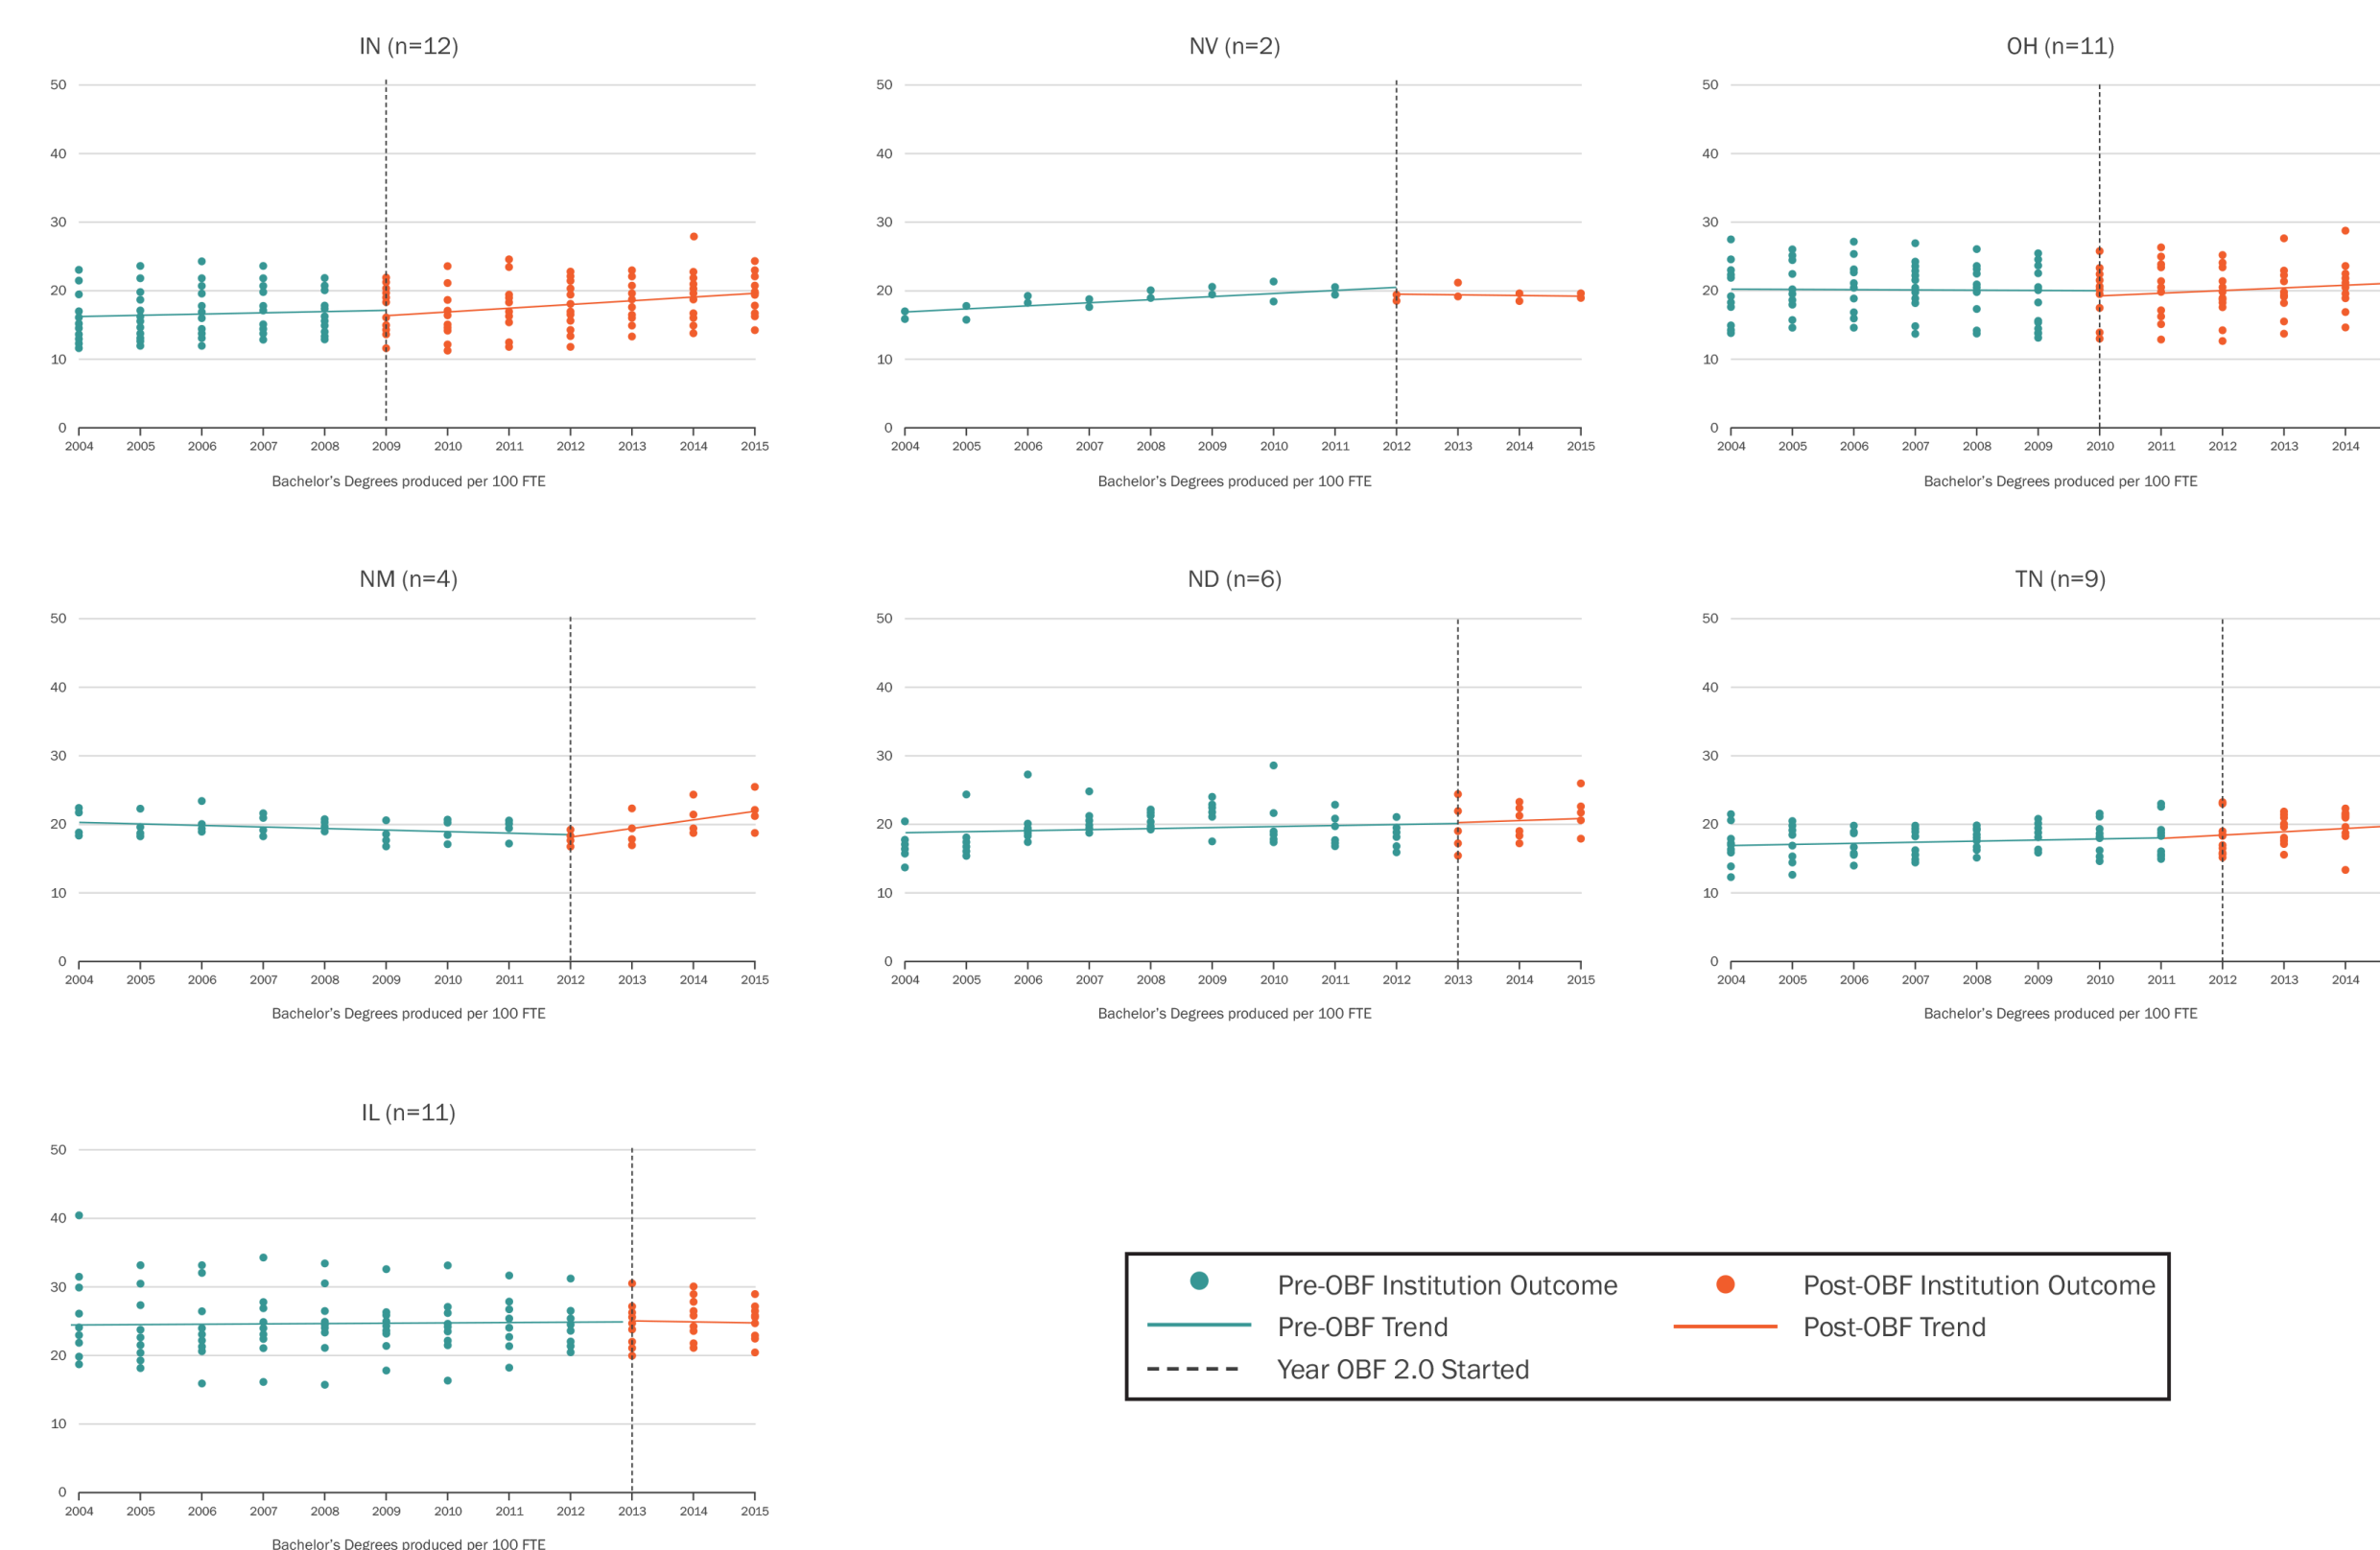 IN (n=12)
50
40
30
20
10
0
2004 2005 2006 2007 2008 2009 2010 2011 2012 2013 2014 2015
Bachelor’s Degrees produced per 100 FTE
NV (n=2)
50
40
30
20
10
0
2004 2005 2006 2007 2008 2009 2010 2011 2012 2013 2014 2015
Bachelor’s Degrees produced per 100 FTE
OH (n=11)
50
40
30
20
10
0
2004 2005 2006 2007 2008 2009 2010 2011 2012 2013 2014
Bachelor’s Degrees produced per 100 FTE
NM (n=4)
50
40
30
20
10
0
2004 2005 2006 2007 2008 2009 2010 2011 2012 2013 2014 2015
Bachelor’s Degrees produced per 100 FTE
ND (n=6)
50
40
30
20
10
0
2004 2005 2006 2007 2008 2009 2010 2011 2012 2013 2014 2015
Bachelor’s Degrees produced per 100 FTE
TN (n=9)
50
40
30
20
10
0
2004 2005 2006 2007 2008 2009 2010 2011 2012 2013 2014
Bachelor’s Degrees produced per 100 FTE
IL (n=11)
50
40
30
20
10
0
2004 2005 2006 2007 2008 2009 2010 2011 2012 2013 2014 2015
Bachelor’s Degrees produced per 100 FTE
Pre-OBF Institution Outcome
Post-OBF Institution Outcome
Pre-OBF Trend
Post-OBF Trend
Year OBF 2.0 Started